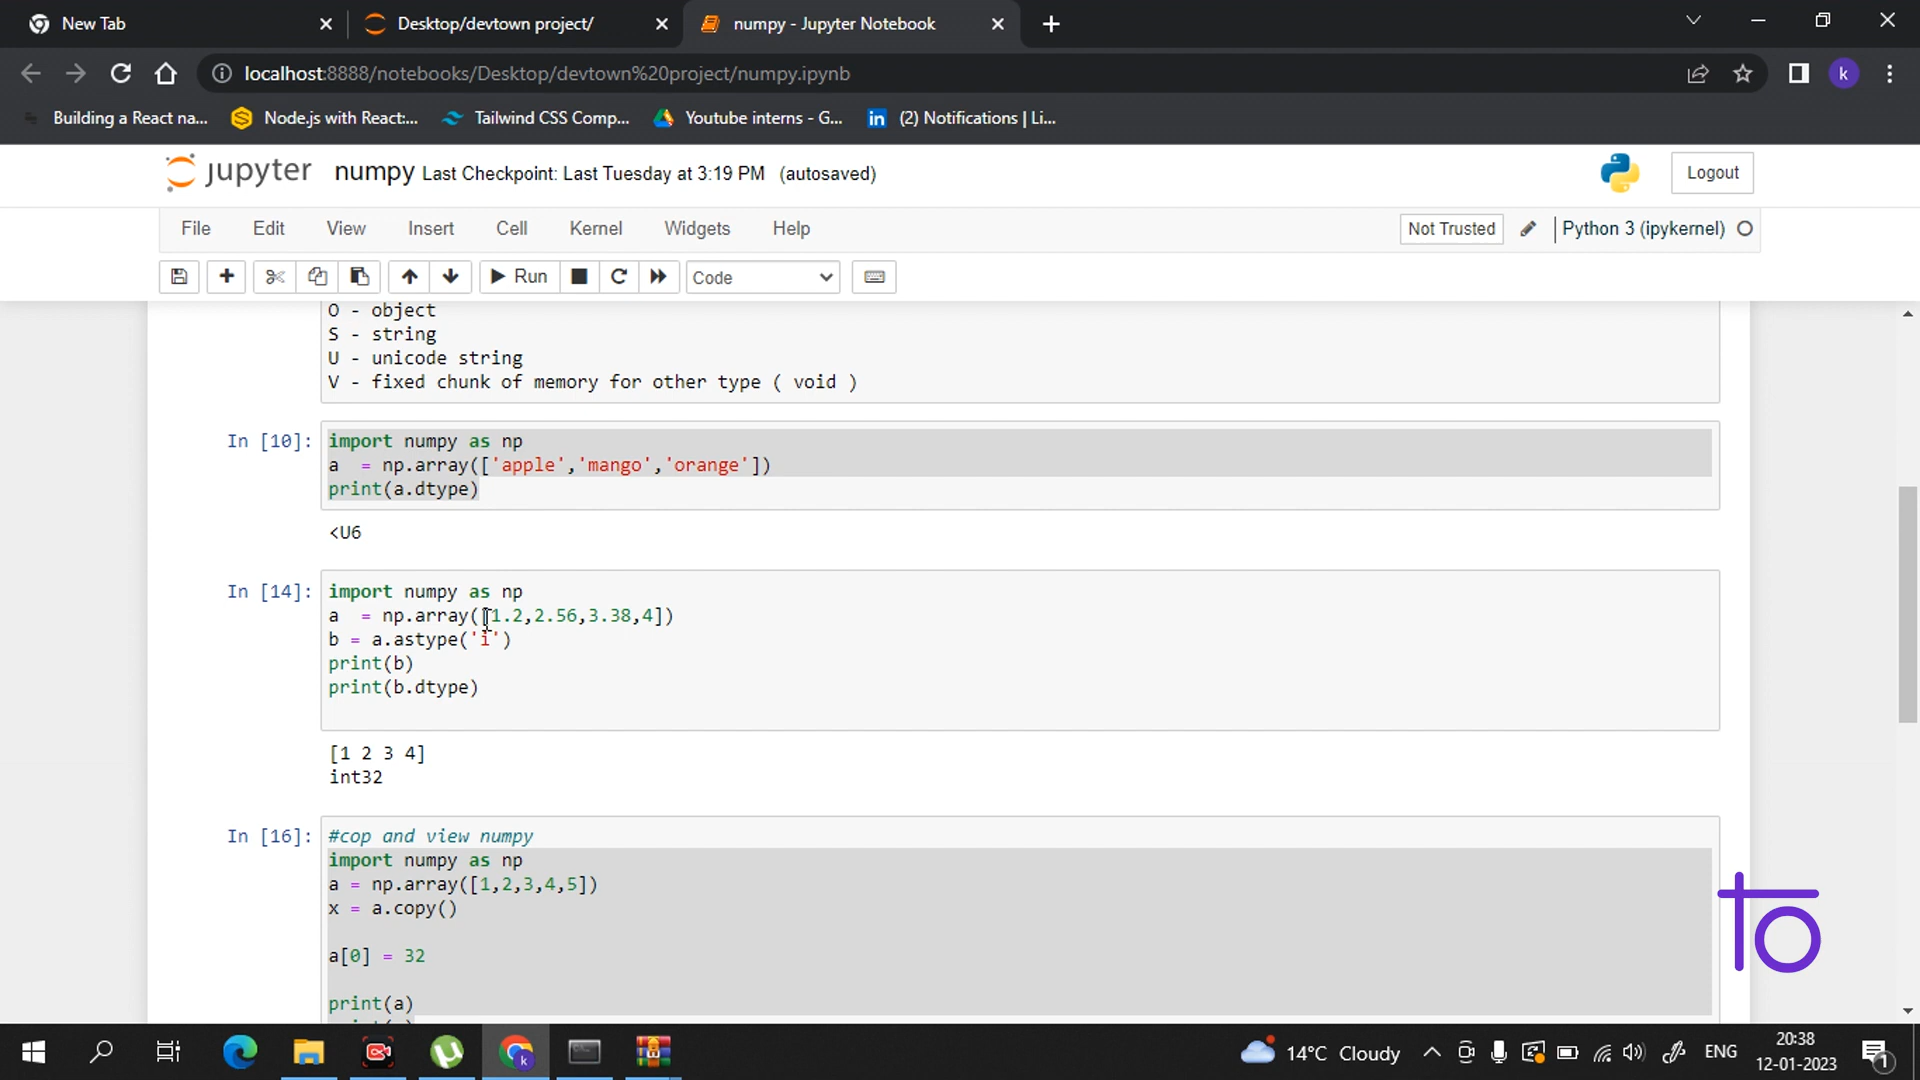 New Tab
Desktop/devtown project/
numpy - Jupyter Notebook
localhost:8888/notebooks/Desktop/devtown%20project/numpy.ipynb
k
Building a React na...
Node.js with React:...
Tailwind CSS Comp...
Youtube interns - G...
in
(2) Notifications | Li...
jupyter
numpy Last Checkpoint: Last Tuesday at 3:19 PM (autosaved)
Logout
File
Edit
View
Insert
Cell
Kernel
Widgets
Help
Not Trusted
Python 3 (ipykernel)
Run
Code
O - object
S - string
U - unicode string
V - fixed chunk of memory for other type ( void )
In [10]:
import numpy as np
a  = np.array(['apple','mango','orange'])
print(a.dtype)
<U6
In [14]:
import numpy as np
a  = np.array([1.2,2.56,3.38,4])
b = a.astype('i')
print(b)
print(b.dtype)
[1 2 3 4]
int32
In [16]:
#cop and view numpy
import numpy as np
a = np.array([1,2,3,4,5])
x = a.copy()
a[0] = 32
print(a)
14°C Cloudy
ENG
20:38
12-01-2023
1